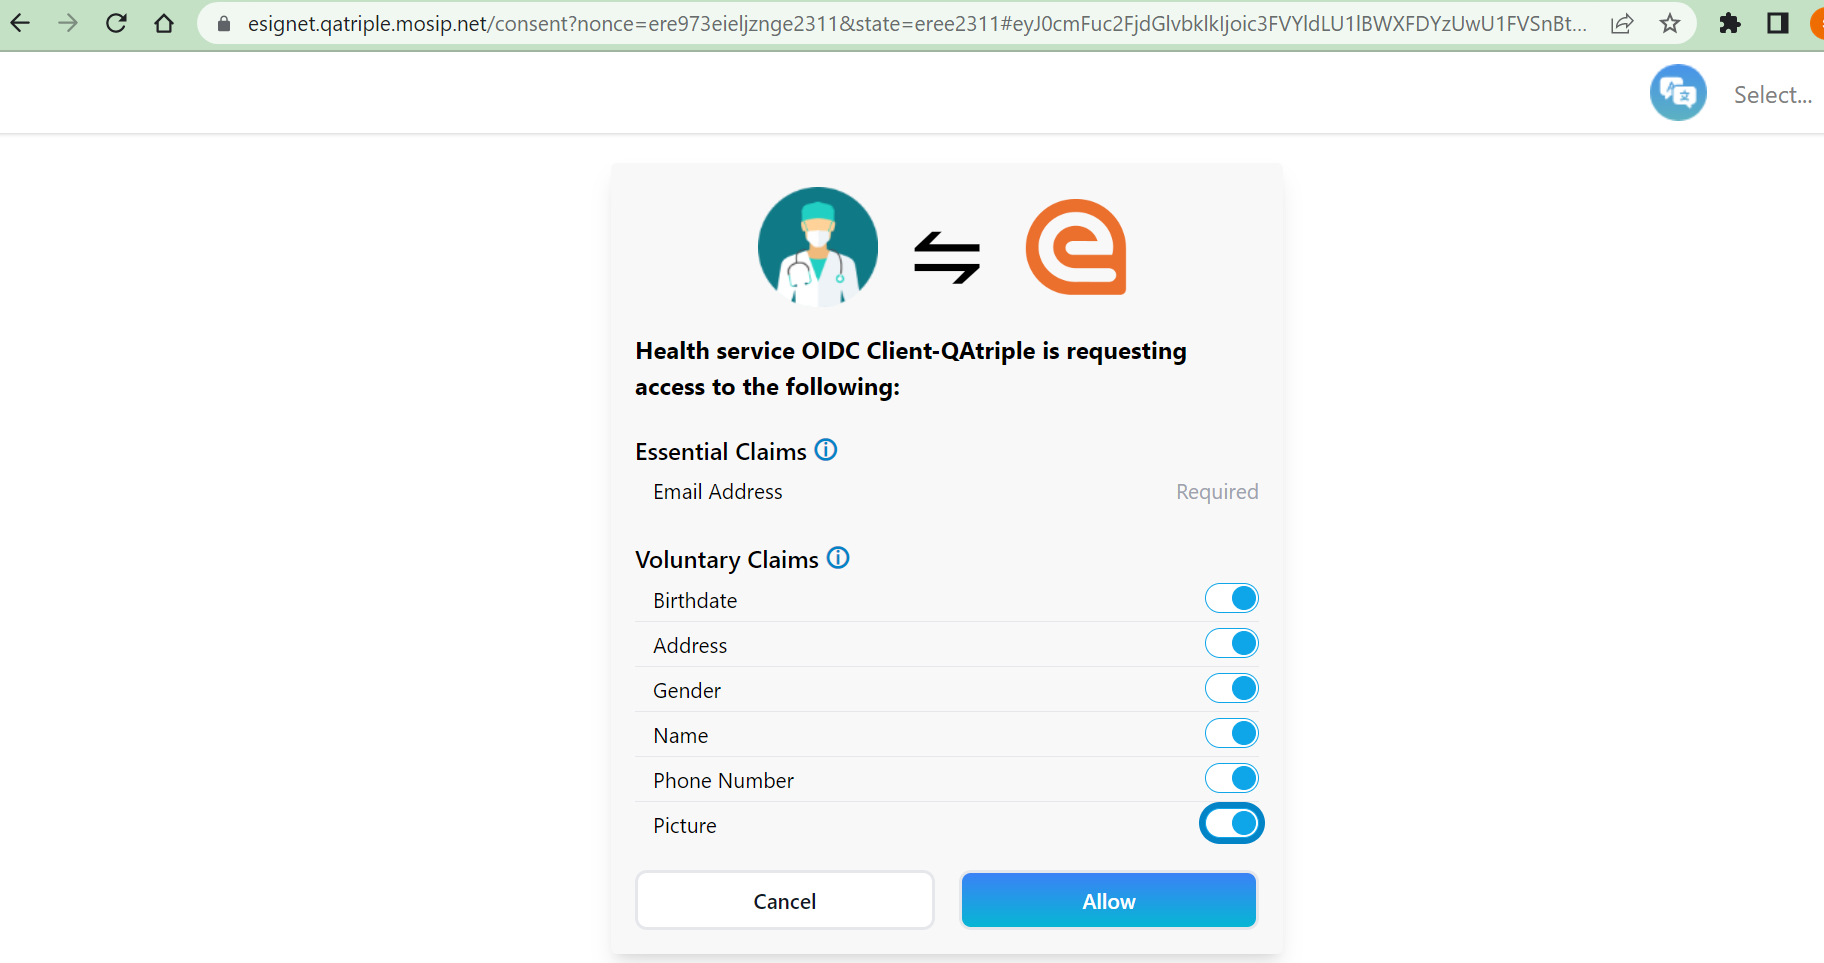 esignet.qatriple.mosip.net/consent?nonce=ere973eieljznge2311&state=eree2311#eyJ0cmFuc2FjdGlvbklkIjoic3FVYldLU1lBWXFDYzUwU1FVSnBt...
Select...
Health service OIDC Client-QAtriple is requesting
access to the following:
Essential Claims
Email Address Required
Voluntary Claims
Birthdate
Address
Gender
Name
Phone Number
Picture
Cancel Allow